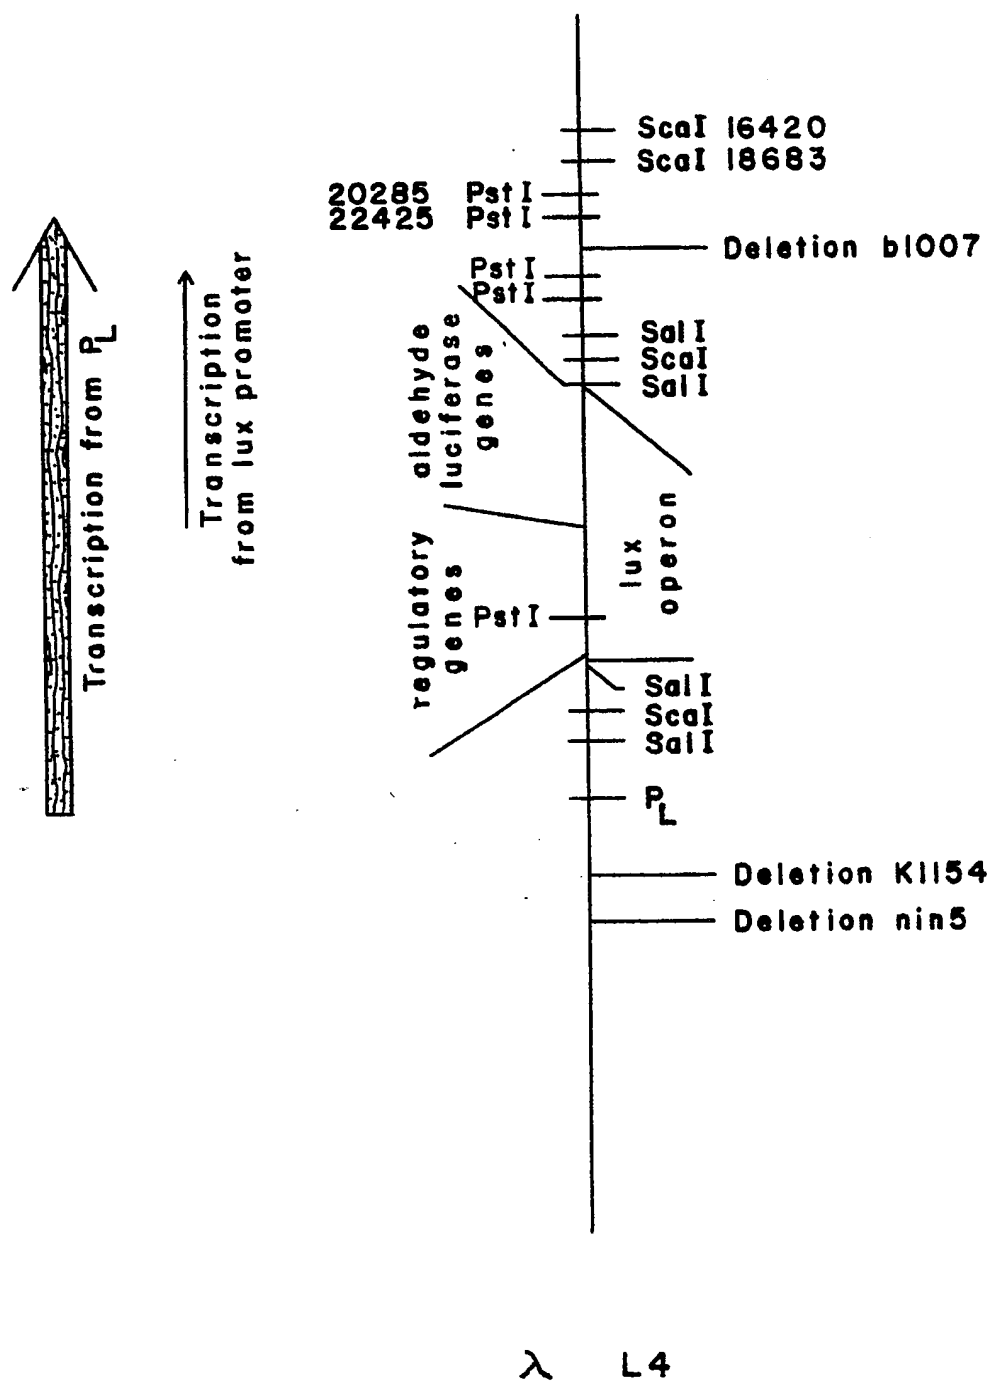 ScaI 16420
ScaI 18683
20285 PstI
22425 PstI
Deletion b1007
PstI
PstI
SalI
ScaI
SalI
Transcription from PL
Transcription
from lux promoter
aldehyde
luciferase
genes
lux
operon
regulatory
genes
PstI
SalI
ScaI
SalI
PL
Deletion K1154
Deletion nin5
λ L4